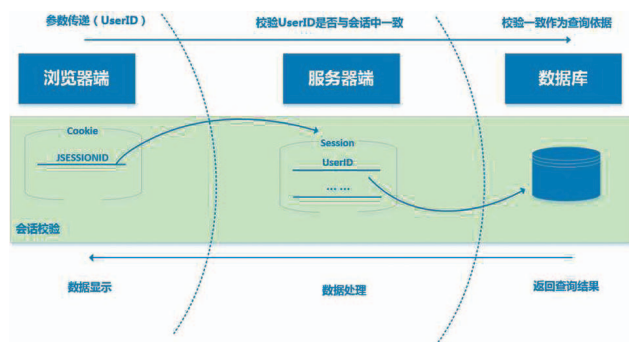 参数传递（UserID）
校验UserID是否与会话中一致
校验一致作为查询依据
浏览器端
服务器端
数据库
Cookie
JSESSIONID
Session
UserID
... ...
会话校验
数据显示
数据处理
返回查询结果